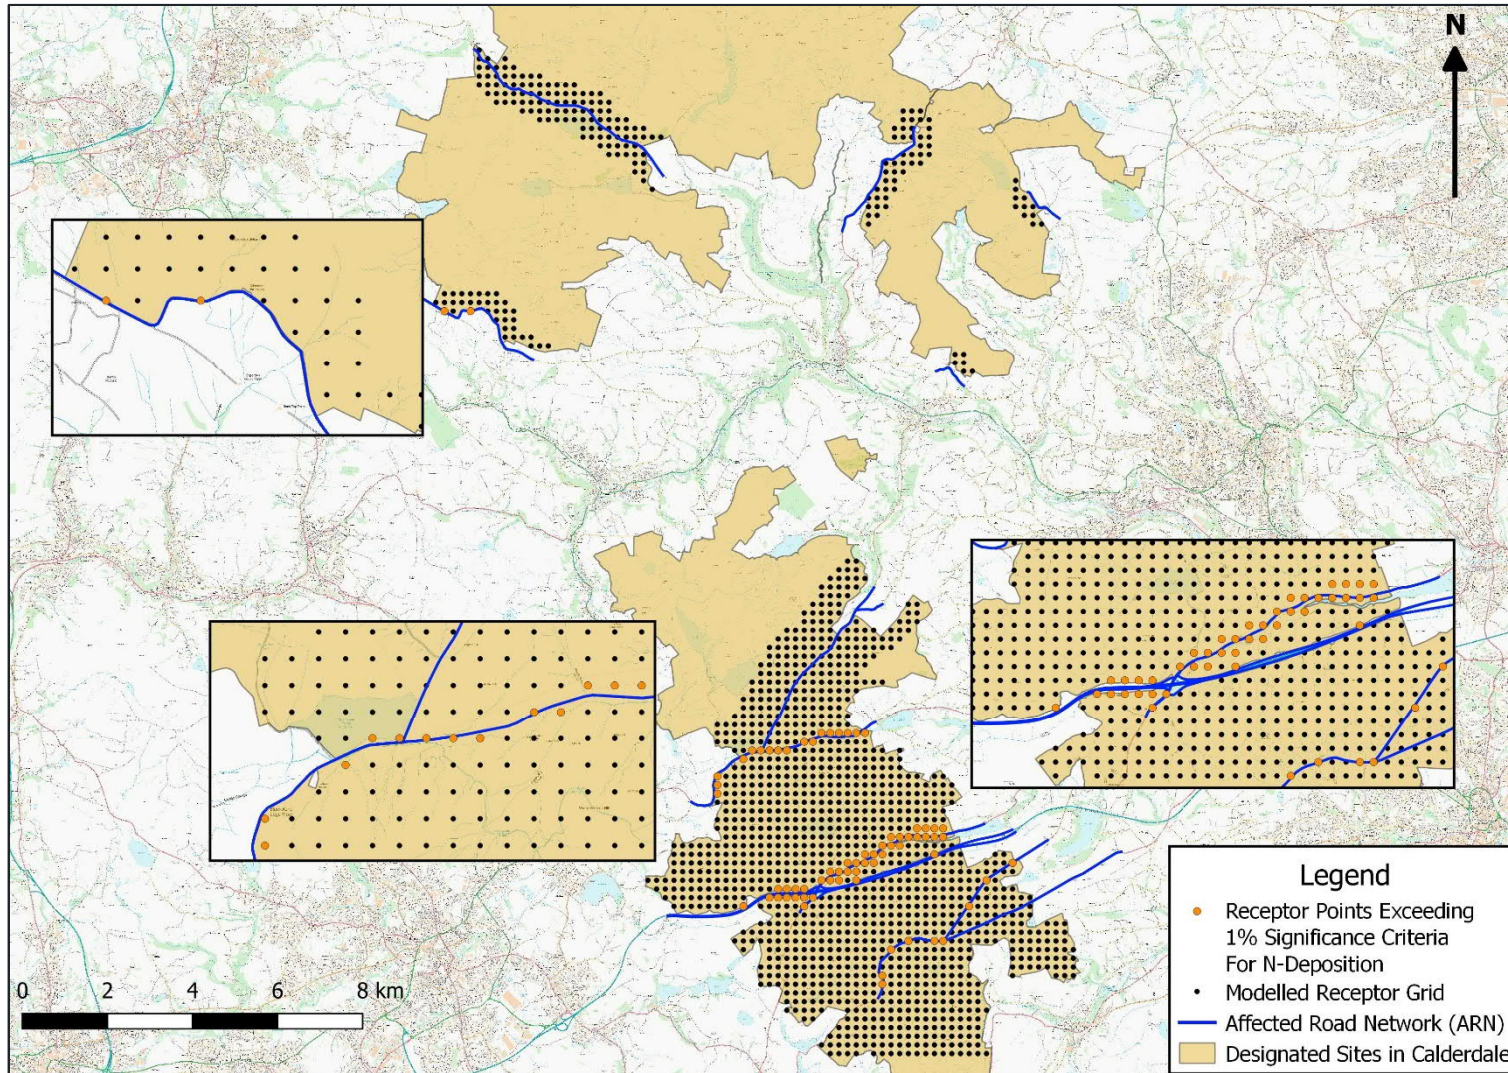 N
0 2 4 6 8 km
Legend
Receptor Points Exceeding
1% Significance Criteria
For N-Deposition
Modelled Receptor Grid
Affected Road Network (ARN)
Designated Sites in Calderdale